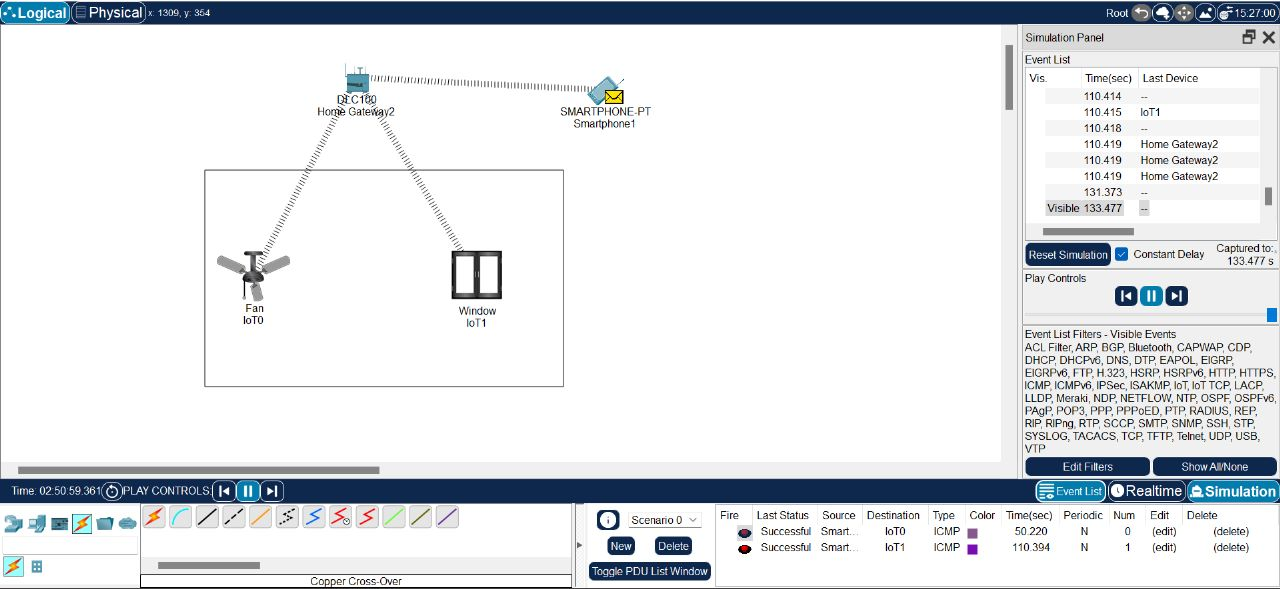 Logical Physical x: 1309, y: 354 Root 15:27:00
DLC100
Home Gateway2
SMARTPHONE-PT
Smartphone1
Fan
IoT0
Window
IoT1
Simulation Panel
Event List
Vis. Time(sec) Last Device
110.414 --
110.415 IoT1
110.418 --
110.419 Home Gateway2
110.419 Home Gateway2
110.419 Home Gateway2
131.373 --
Visible 133.477 --
Reset Simulation Constant Delay Captured to:
133.477 s
Play Controls
Event List Filters - Visible Events
ACL Filter, ARP, BGP, Bluetooth, CAPWAP, CDP,
DHCP, DHCPv6, DNS, DTP, EAPOL, EIGRP,
EIGRPv6, FTP, H.323, HSRP, HSRPv6, HTTP, HTTPS,
ICMP, ICMPv6, IPSec, ISAKMP, IoT, IoT TCP, LACP,
LLDP, Meraki, NDP, NETFLOW, NTP, OSPF, OSPFv6,
PAgP, POP3, PPP, PPPoED, PTP, RADIUS, REP,
RIP, RIPng, RTP, SCCP, SMTP, SNMP, SSH, STP,
SYSLOG, TACACS, TCP, TFTP, Telnet, UDP, USB,
VTP
Edit Filters Show All/None
Time: 02:50:59.361 PLAY CONTROLS: Event List Realtime Simulation
Copper Cross-Over
Scenario 0
New Delete
Toggle PDU List Window
Fire Last Status Source Destination Type Color Time(sec) Periodic Num Edit Delete
Successful Smart... IoT0 ICMP 50.220 N 0 (edit) (delete)
Successful Smart... IoT1 ICMP 110.394 N 1 (edit) (delete)